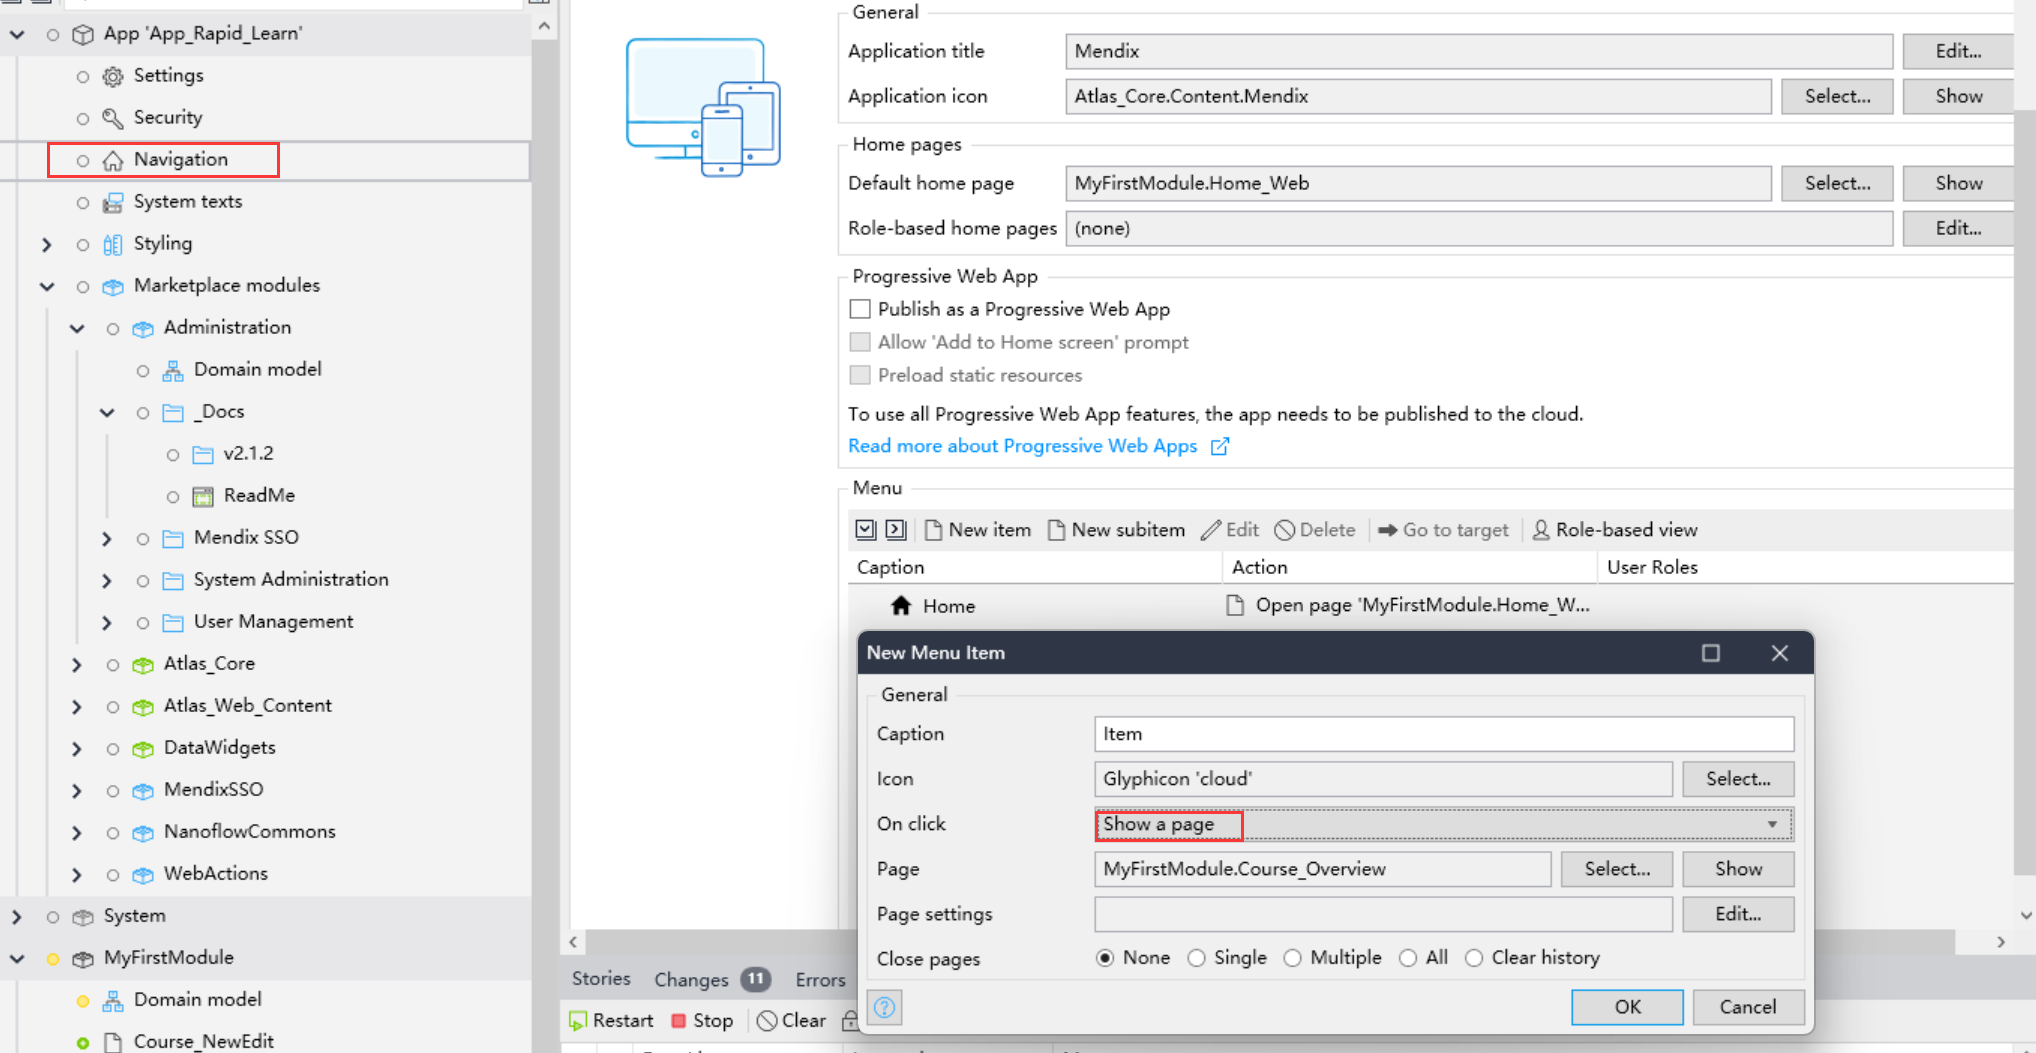 App 'App_Rapid_Learn'
Settings
Security
Navigation
System texts
Styling
Marketplace modules
Administration
Domain model
_Docs
v2.1.2
ReadMe
Mendix SSO
System Administration
User Management
Atlas_Core
Atlas_Web_Content
DataWidgets
MendixSSO
NanoflowCommons
WebActions
System
MyFirstModule
Domain model
Course_NewEdit
General
Application title Mendix Edit...
Application icon Atlas_Core.Content.Mendix Select... Show
Home pages
Default home page MyFirstModule.Home_Web Select... Show
Role-based home pages (none) Edit...
Progressive Web App
Publish as a Progressive Web App
Allow 'Add to Home screen' prompt
Preload static resources
To use all Progressive Web App features, the app needs to be published to the cloud.
Read more about Progressive Web Apps
Menu
New item New subitem Edit Delete Go to target Role-based view
Caption Action User Roles
Home Open page 'MyFirstModule.Home_W...
New Menu Item
General
Caption Item
Icon Glyphicon 'cloud' Select...
On click Show a page
Page MyFirstModule.Course_Overview Select... Show
Page settings Edit...
Close pages None Single Multiple All Clear history
OK Cancel
Stories Changes 11 Errors
Restart Stop Clear